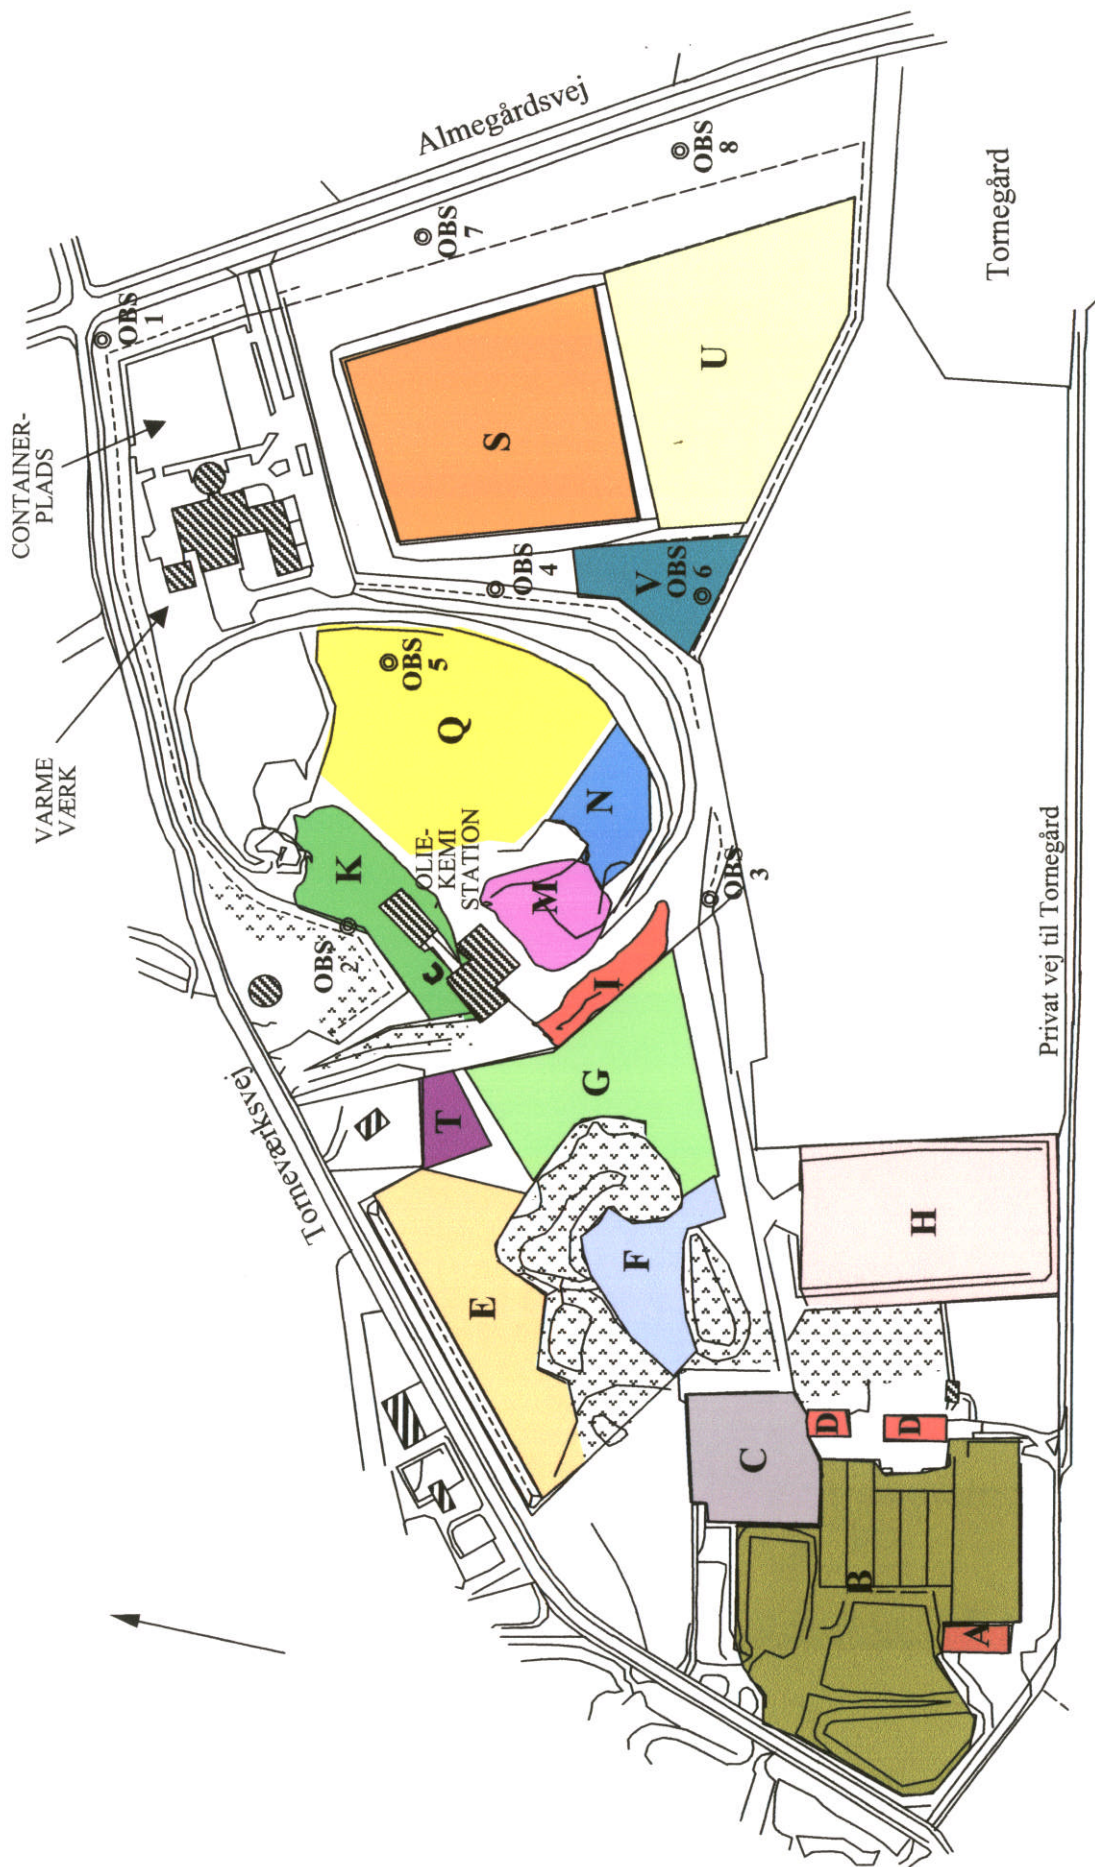 CONTAINER-
PLADS
VARME
VÆRK
Almegårdsvej
Torneværksvej
Tornegård
Privat vej til Tornegård
OLIE-
KEMI
STATION
OBS
1
OBS
2
OBS
3
OBS
4
OBS
5
OBS
6
OBS
7
OBS
8
S
U
V
Q
N
K
M
I
G
T
E
F
H
C
D
D
B
A